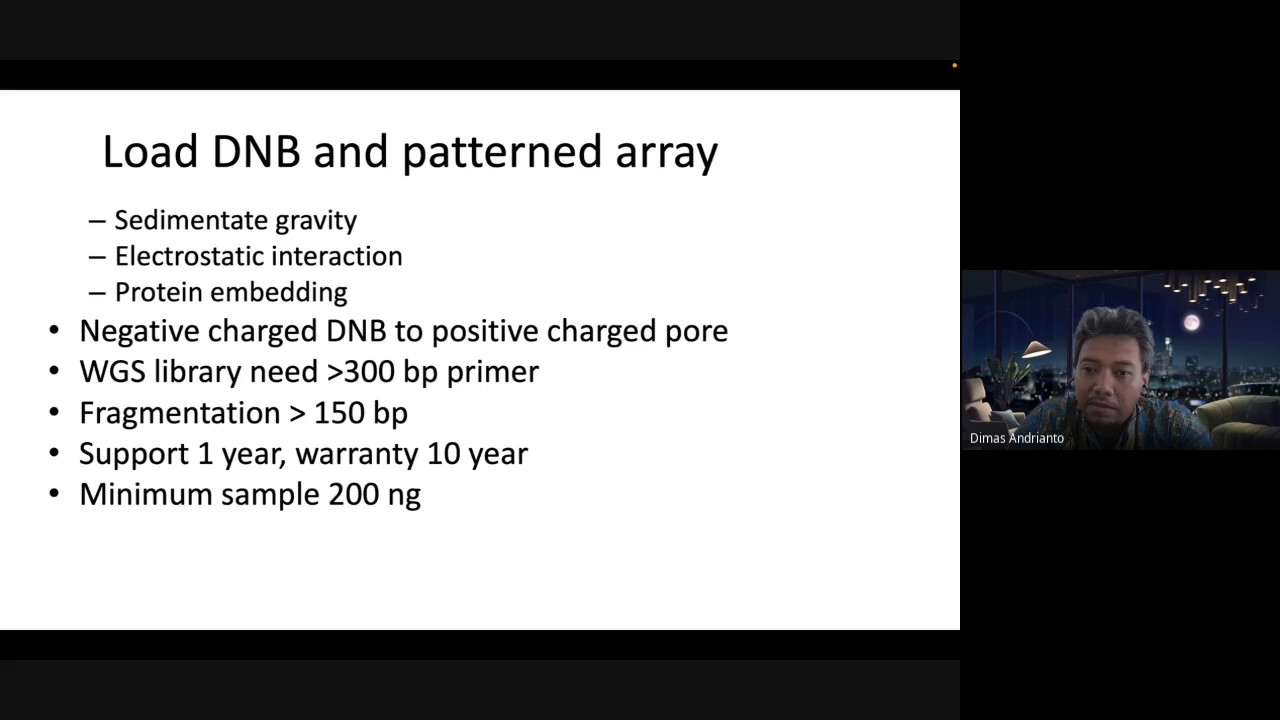 Load DNB and patterned array
– Sedimentate gravity
– Electrostatic interaction
– Protein embedding
• Negative charged DNB to positive charged pore
• WGS library need >300 bp primer
• Fragmentation > 150 bp
• Support 1 year, warranty 10 year
• Minimum sample 200 ng
Dimas Andrianto